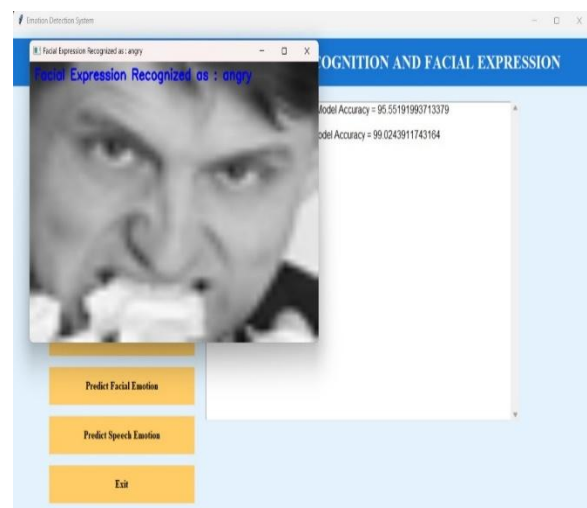 Emotion Detection System
Facial Expression Recognized as : angry
OGNITION AND FACIAL EXPRESSION
Facial Expression Recognized as : angry
Model Accuracy = 95.55191993713379
odel Accuracy = 99.0243911743164
Predict Facial Emotion
Predict Speech Emotion
Exit